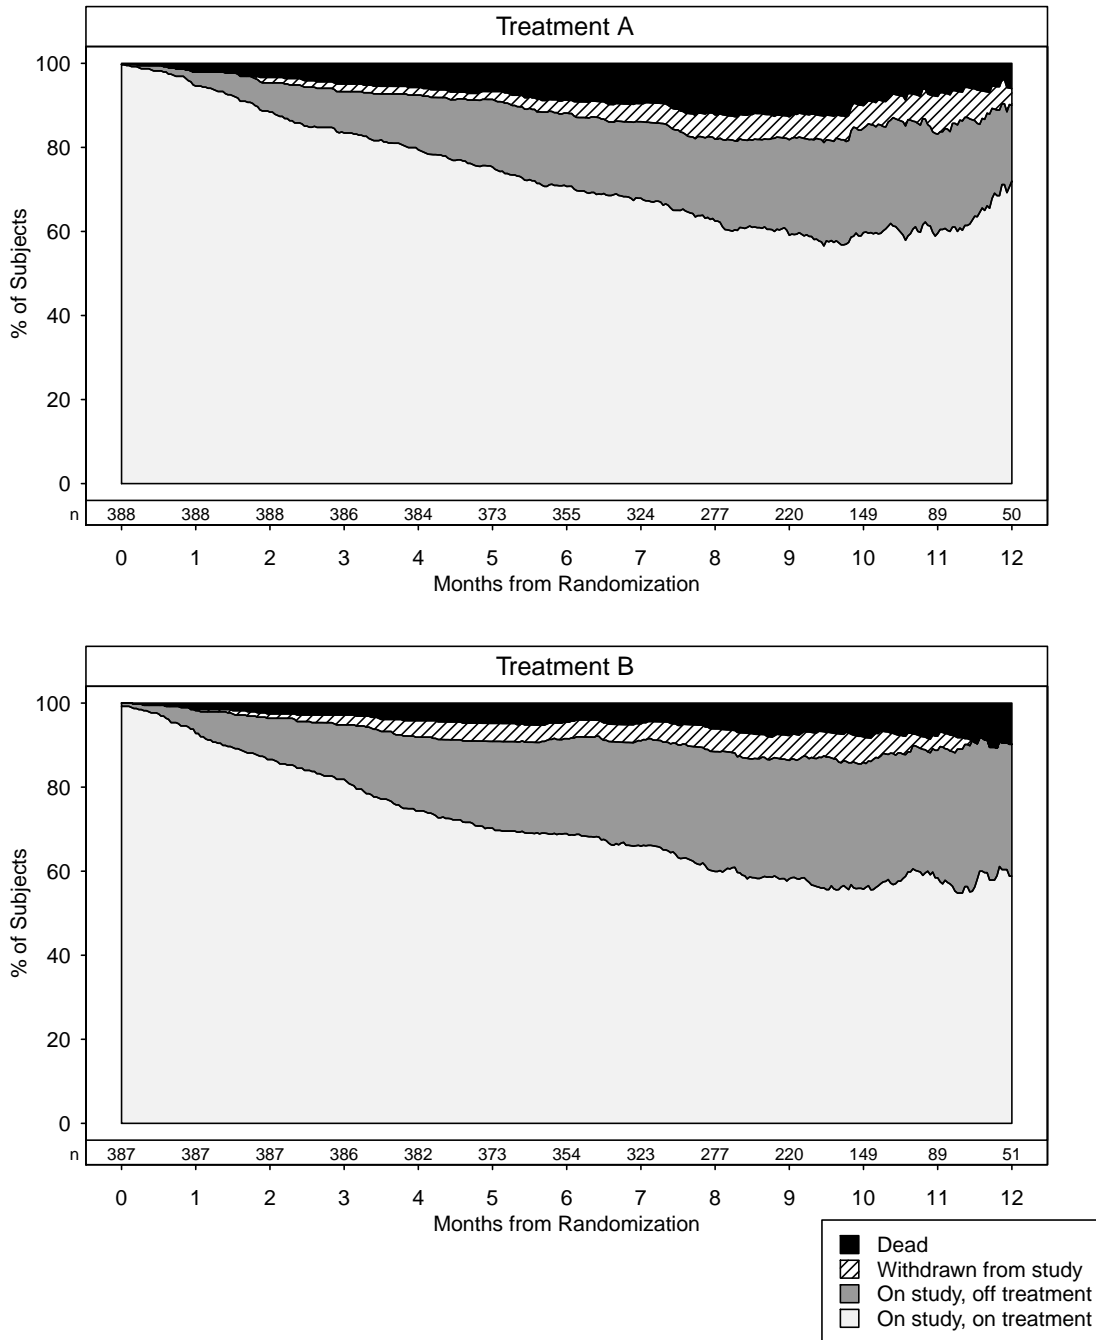 Treatment A
100
80
60
40
20
0
% of Subjects
n 388 388 388 386 384 373 355 324 277 220 149 89 50
0 1 2 3 4 5 6 7 8 9 10 11 12
Months from Randomization
Treatment B
100
80
60
40
20
0
% of Subjects
n 387 387 387 386 382 373 354 323 277 220 149 89 51
0 1 2 3 4 5 6 7 8 9 10 11 12
Months from Randomization
Dead
Withdrawn from study
On study, off treatment
On study, on treatment